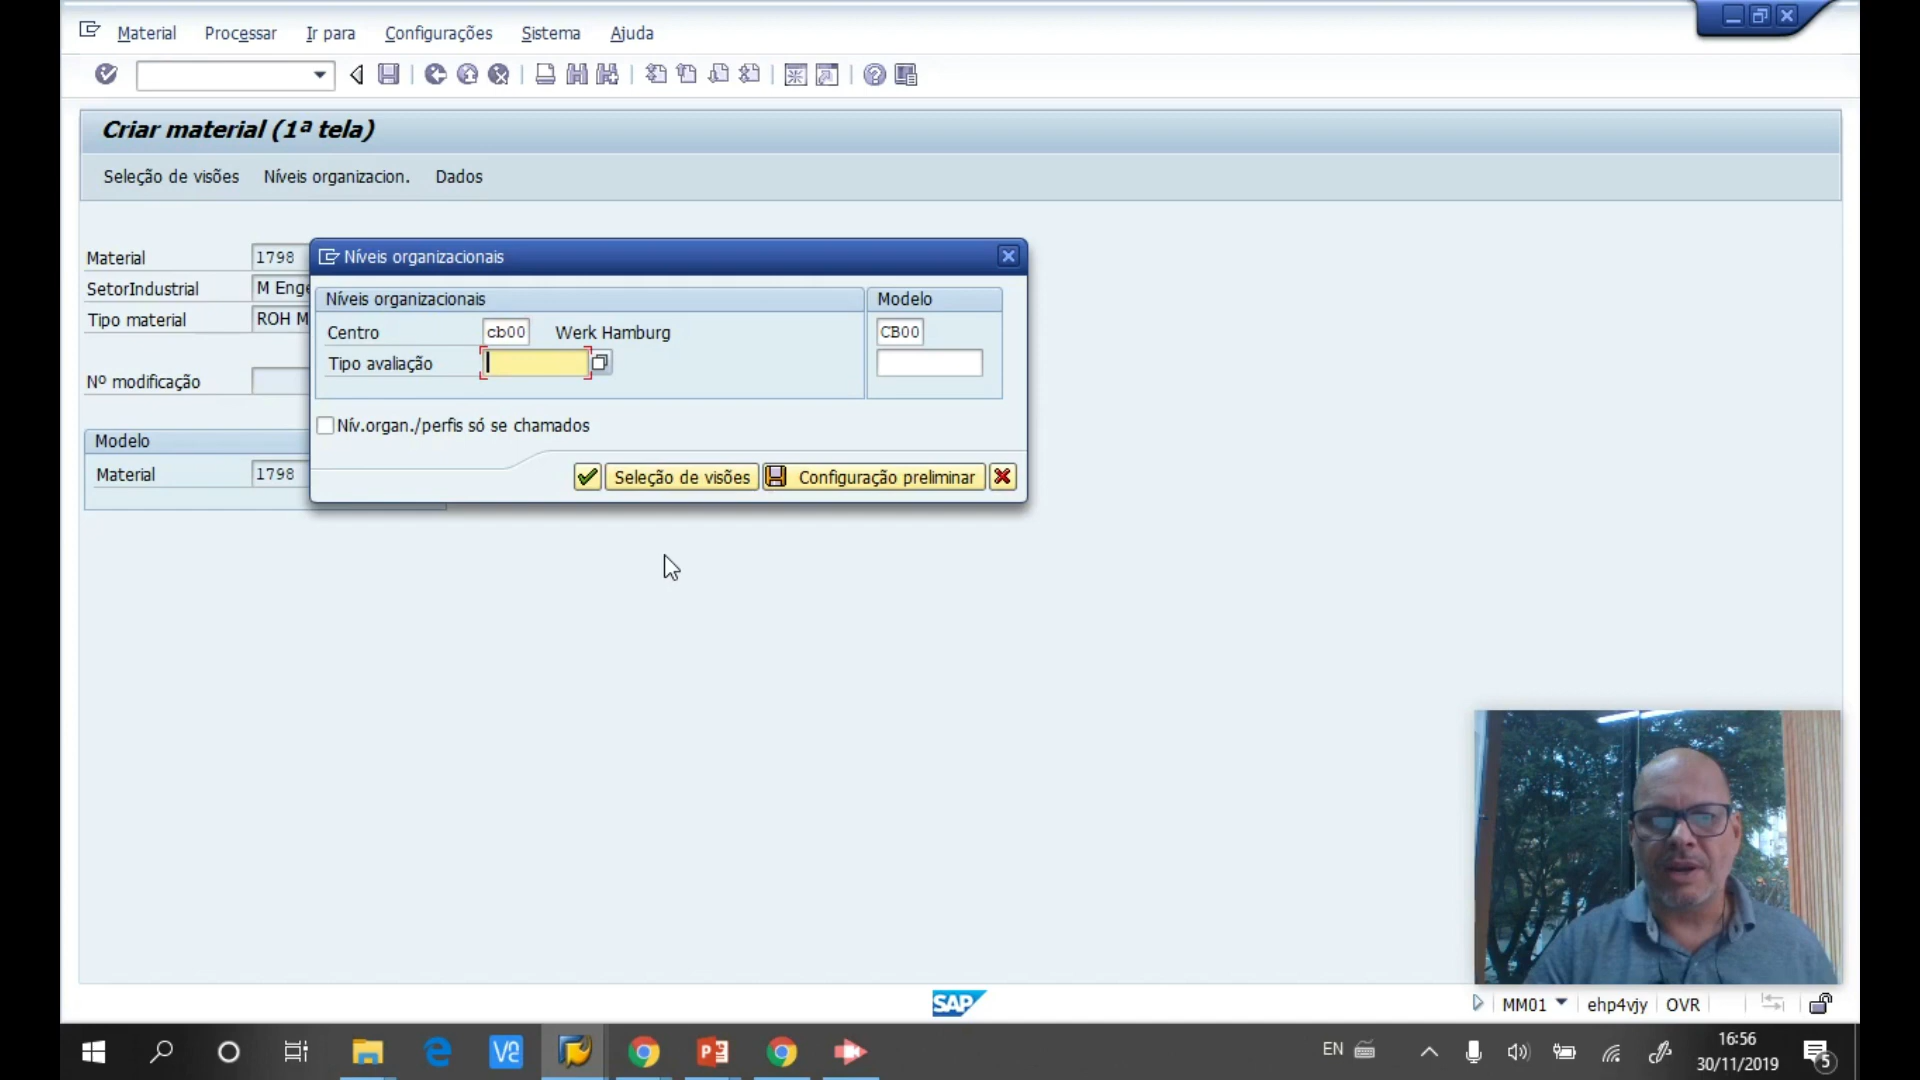 Material Processar Ir para Configurações Sistema Ajuda
Criar material (1ª tela)
Seleção de visões Níveis organizacion. Dados
Material 1798
SetorIndustrial M Enge
Tipo material ROH M
Nº modificação
Modelo
Material 1798
Níveis organizacionais
Níveis organizacionais Modelo
Centro cb00 Werk Hamburg CB00
Tipo avaliação
Nív.organ./perfis só se chamados
Seleção de visões Configuração preliminar
SAP
MM01 ehp4vjy OVR
EN
16:56
30/11/2019
5